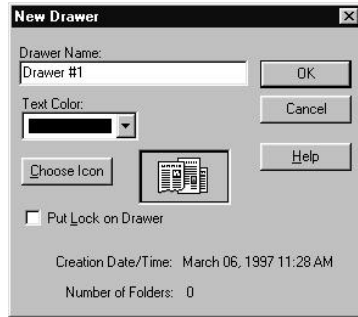 New Drawer
Drawer Name:
Drawer #1
OK
Text Color:
Cancel
Choose Icon
Help
Put Lock on Drawer
Creation Date/Time: March 06, 1997 11:28 AM
Number of Folders: 0